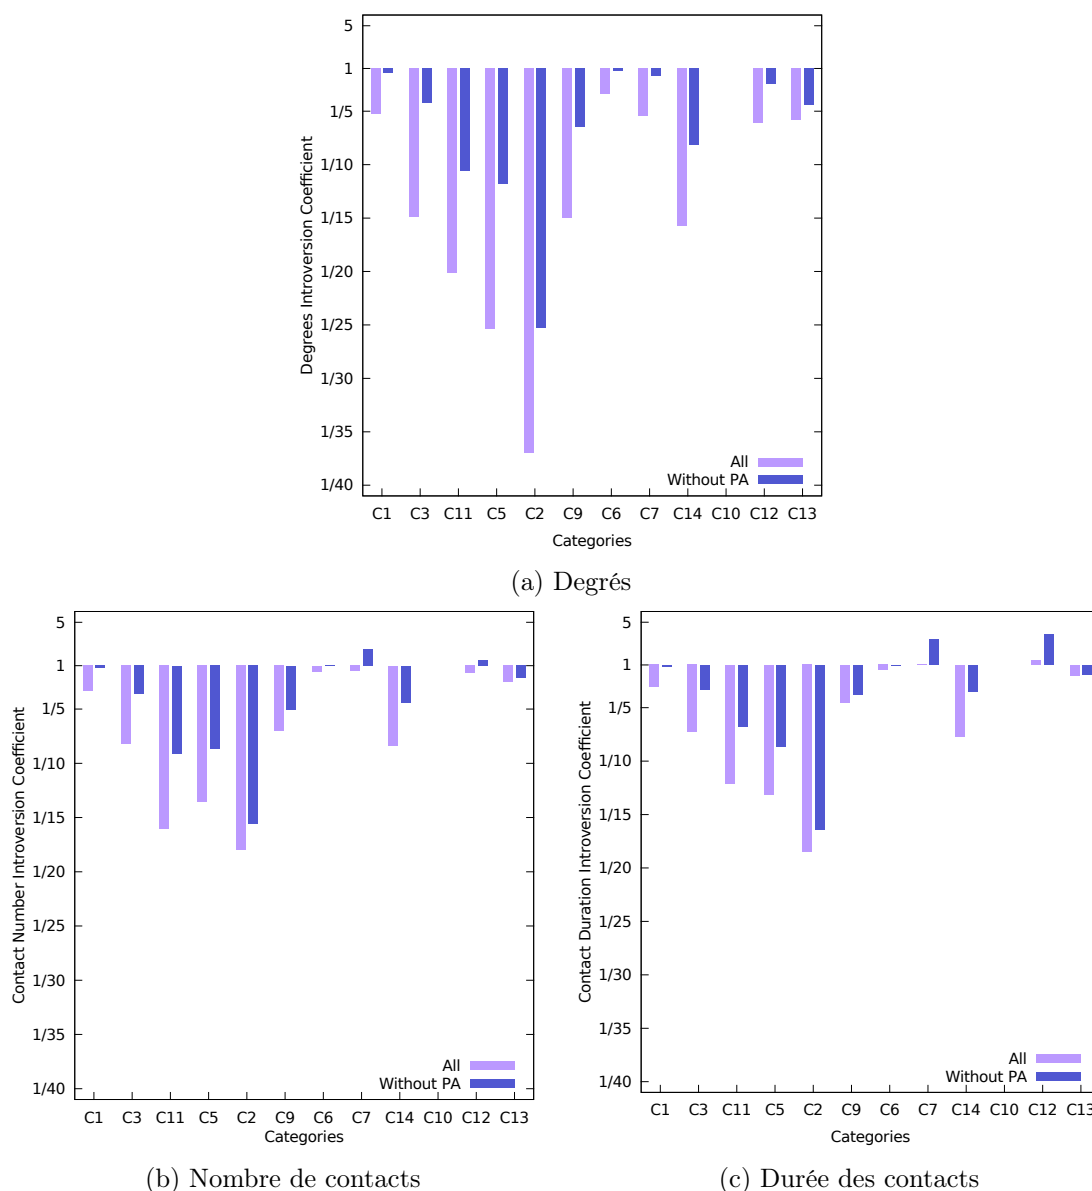 5
1
1/5
1/10
1/15
1/20
1/25
1/30
1/35
1/40
Degrees Introversion Coefficient
All
Without PA
C1 C3 C11 C5 C2 C9 C6 C7 C14 C10 C12 C13
Categories
(a) Degrés
5
1
1/5
1/10
1/15
1/20
1/25
1/30
1/35
1/40
Contact Number Introversion Coefficient
All
Without PA
C1 C3 C11 C5 C2 C9 C6 C7 C14 C10 C12 C13
Categories
(b) Nombre de contacts
5
1
1/5
1/10
1/15
1/20
1/25
1/30
1/35
1/40
Contact Duration Introversion Coefficient
All
Without PA
C1 C3 C11 C5 C2 C9 C6 C7 C14 C10 C12 C13
Categories
(c) Durée des contacts